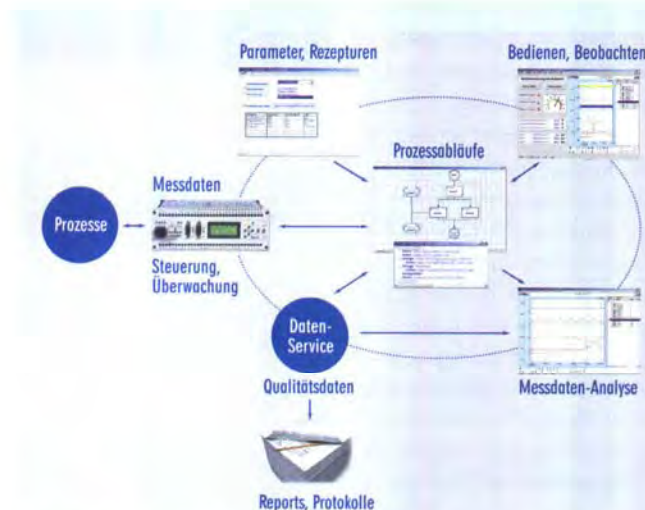 Parameter, Rezepturen
Bedienen, Beobachten
Prozessabläufe
Messdaten
Prozesse
Steuerung,
Überwachung
Daten-
Service
Qualitätsdaten
Messdaten-Analyse
Reports, Protokolle